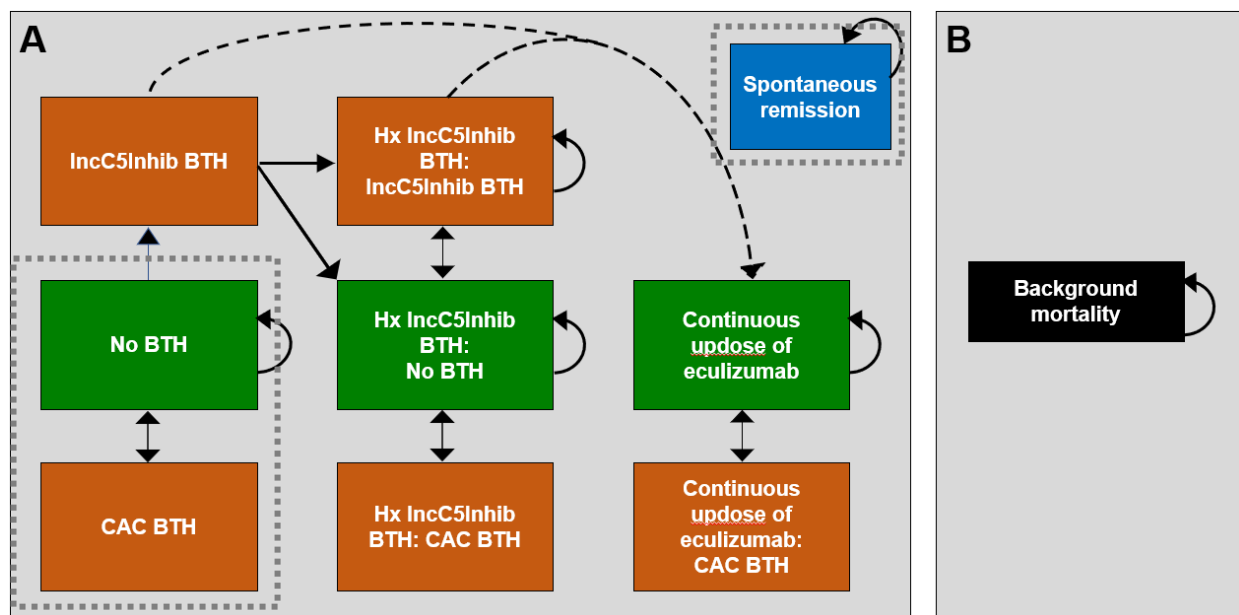 A
B
Spontaneous
remission
IncC5Inhib BTH
Hx IncC5Inhib
BTH:
IncC5Inhib BTH
No BTH
Hx IncC5Inhib
BTH:
No BTH
Continuous
updose of
eculizumab
Background
mortality
CAC BTH
Hx IncC5Inhib
BTH: CAC BTH
Continuous
updose of
eculizumab:
CAC BTH